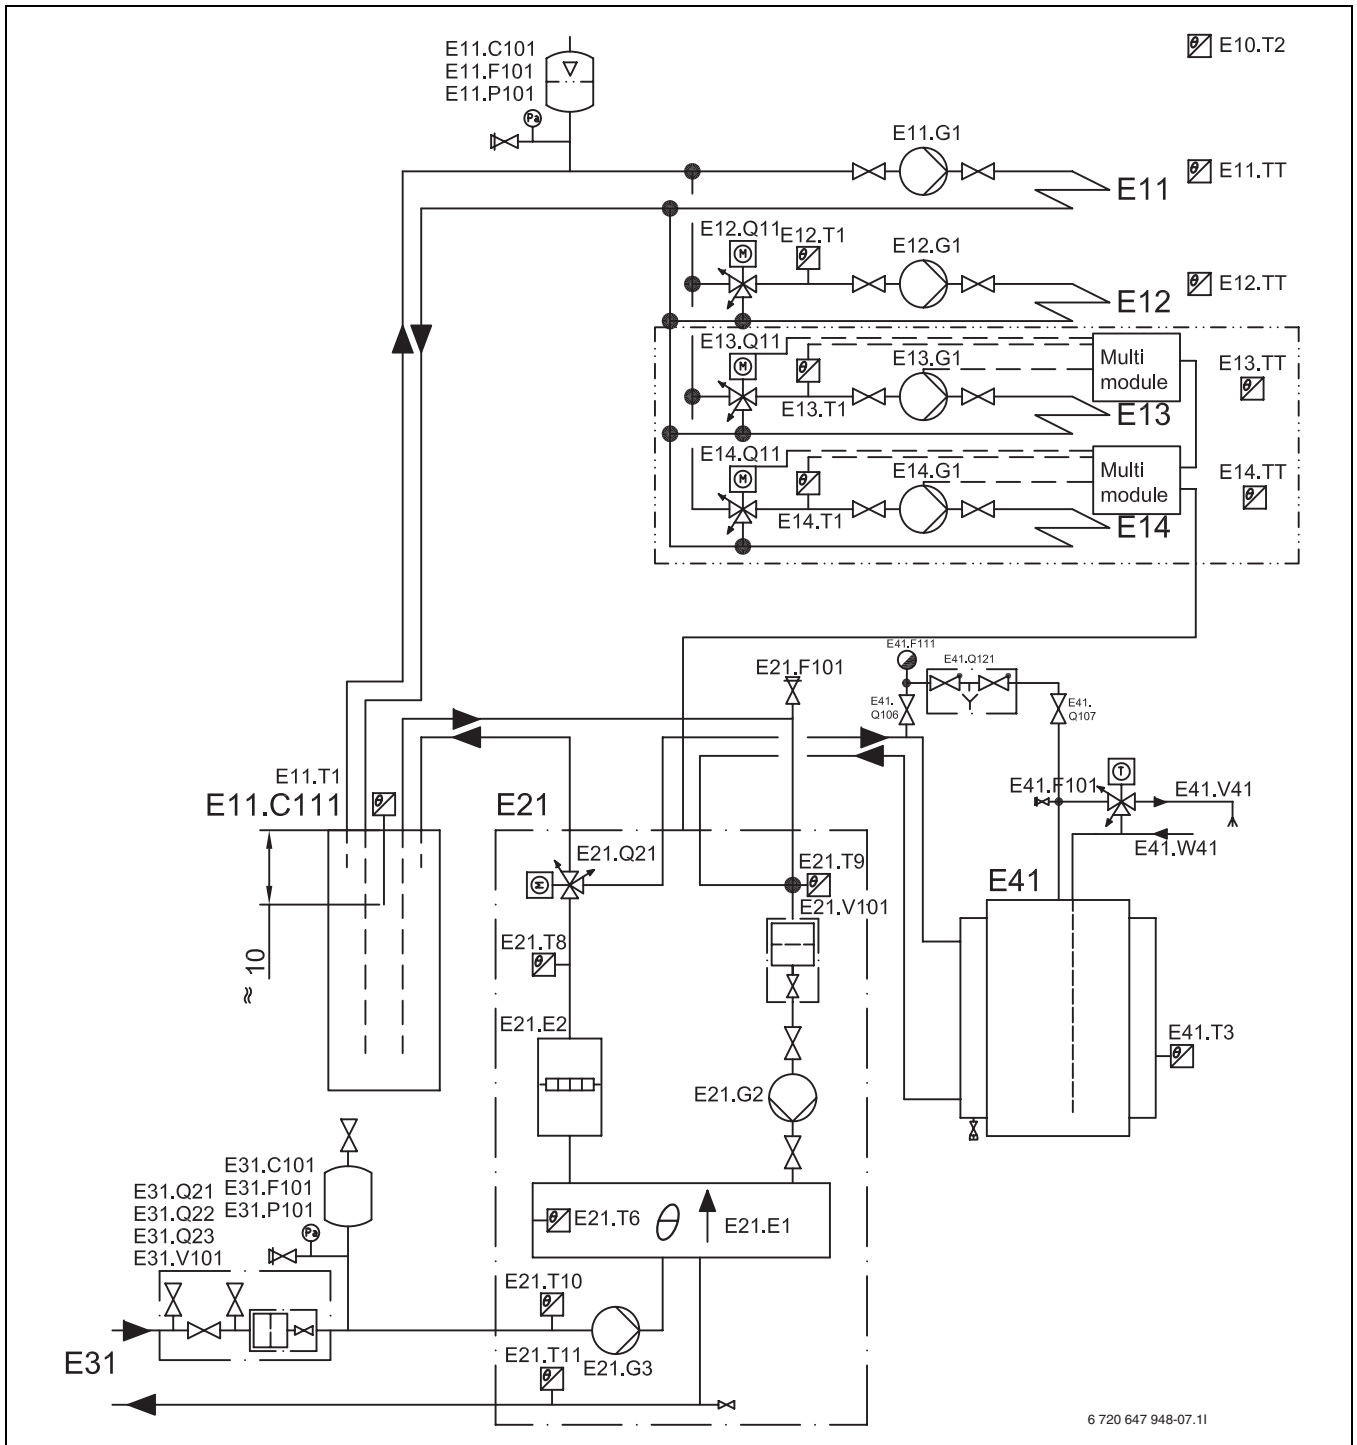 E11.C101
E11.F101
E11.P101
Pa
E10.T2
θ
E11.G1
E11
θ
E11.TT
E12.Q11
E12.T1
E12.G1
M
θ
E12
θ
E12.TT
E13.Q11
E13.G1
M
θ
E13.T1
Multi
module
E13
E13.TT
θ
E14.Q11
E14.G1
M
θ
E14.T1
Multi
module
E14
E14.TT
θ
E21.F101
E41.F111
E41.Q121
E41.
Q106
E41.
Q107
E11.T1
E11.C111
θ
≈ 10
E21
E21.Q21
M
E21.T9
θ
E21.V101
E21.T8
θ
E21.E2
E21.G2
E41.F101
T
E41.V41
E41.W41
E41
E41.T3
θ
E21.T6
θ
θ
E21.E1
E31.C101
E31.F101
E31.P101
Pa
E31.Q21
E31.Q22
E31.Q23
E31.V101
E31
E21.T10
θ
E21.G3
E21.T11
θ
6 720 647 948-07.1I